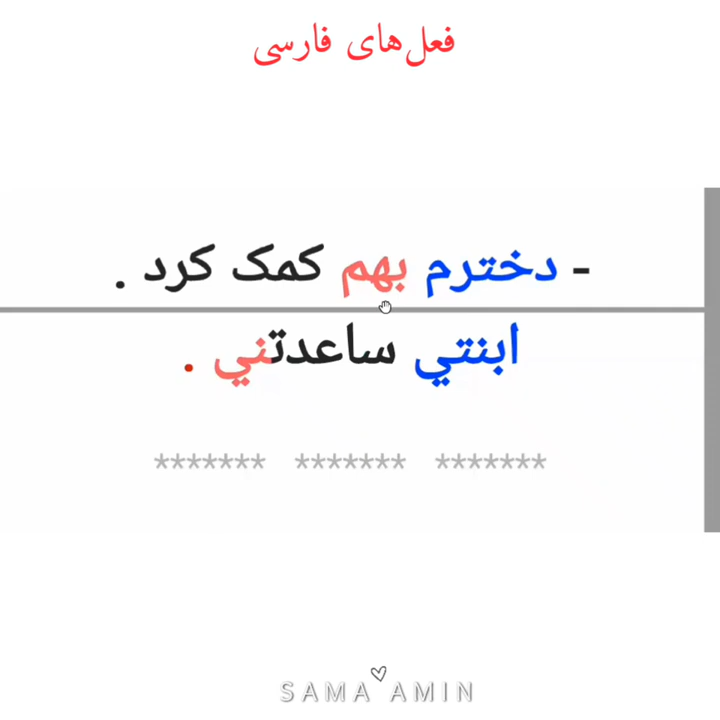 فعل‌های فارسی
- دخترم بهم کمک کرد .
ابنتي ساعدتني .
******* ******* *******
SAMA AMIN